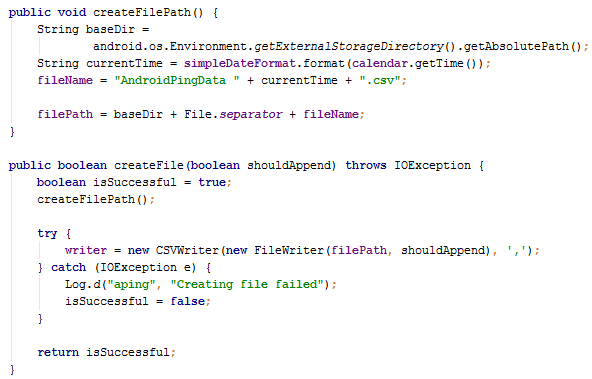 public void createFilePath() {
    String baseDir =
            android.os.Environment.getExternalStorageDirectory().getAbsolutePath();
    String currentTime = simpleDateFormat.format(calendar.getTime());
    fileName = "AndroidPingData " + currentTime + ".csv";

    filePath = baseDir + File.separator + fileName;
}

public boolean createFile(boolean shouldAppend) throws IOException {
    boolean isSuccessful = true;
    createFilePath();

    try {
        writer = new CSVWriter(new FileWriter(filePath, shouldAppend), ',');
    } catch (IOException e) {
        Log.d("aping", "Creating file failed");
        isSuccessful = false;
    }

    return isSuccessful;
}